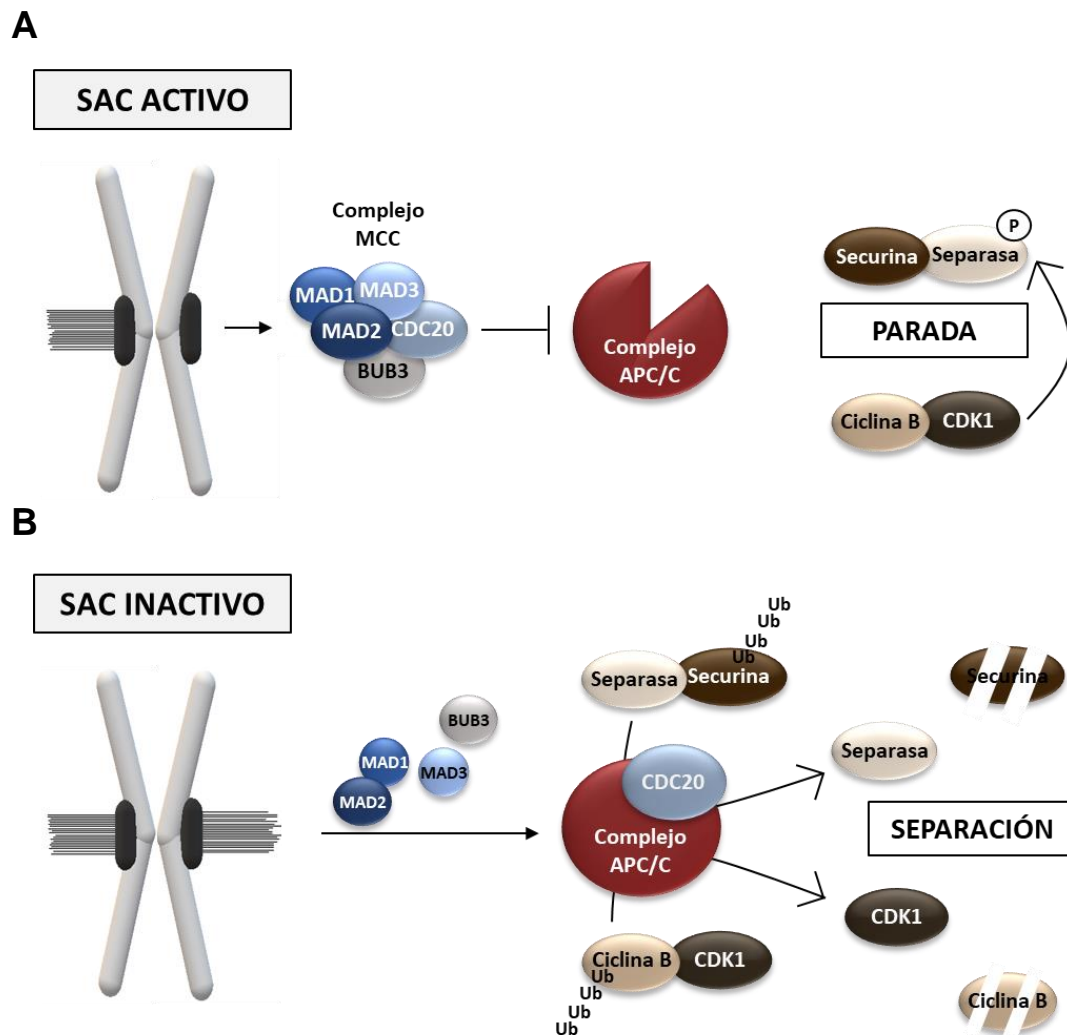 A
SAC ACTIVO
Complejo
MCC
MAD1
MAD3
MAD2
CDC20
BUB3
Complejo
APC/C
P
Securina
Separasa
PARADA
Ciclina B
CDK1
B
SAC INACTIVO
BUB3
MAD1
MAD3
MAD2
Ub
Ub
Ub
Ub
Separasa
Securina
CDC20
Complejo
APC/C
Ciclina B
CDK1
Ub
Ub
Ub
Ub
Securina
Separasa
SEPARACIÓN
CDK1
Ciclina B